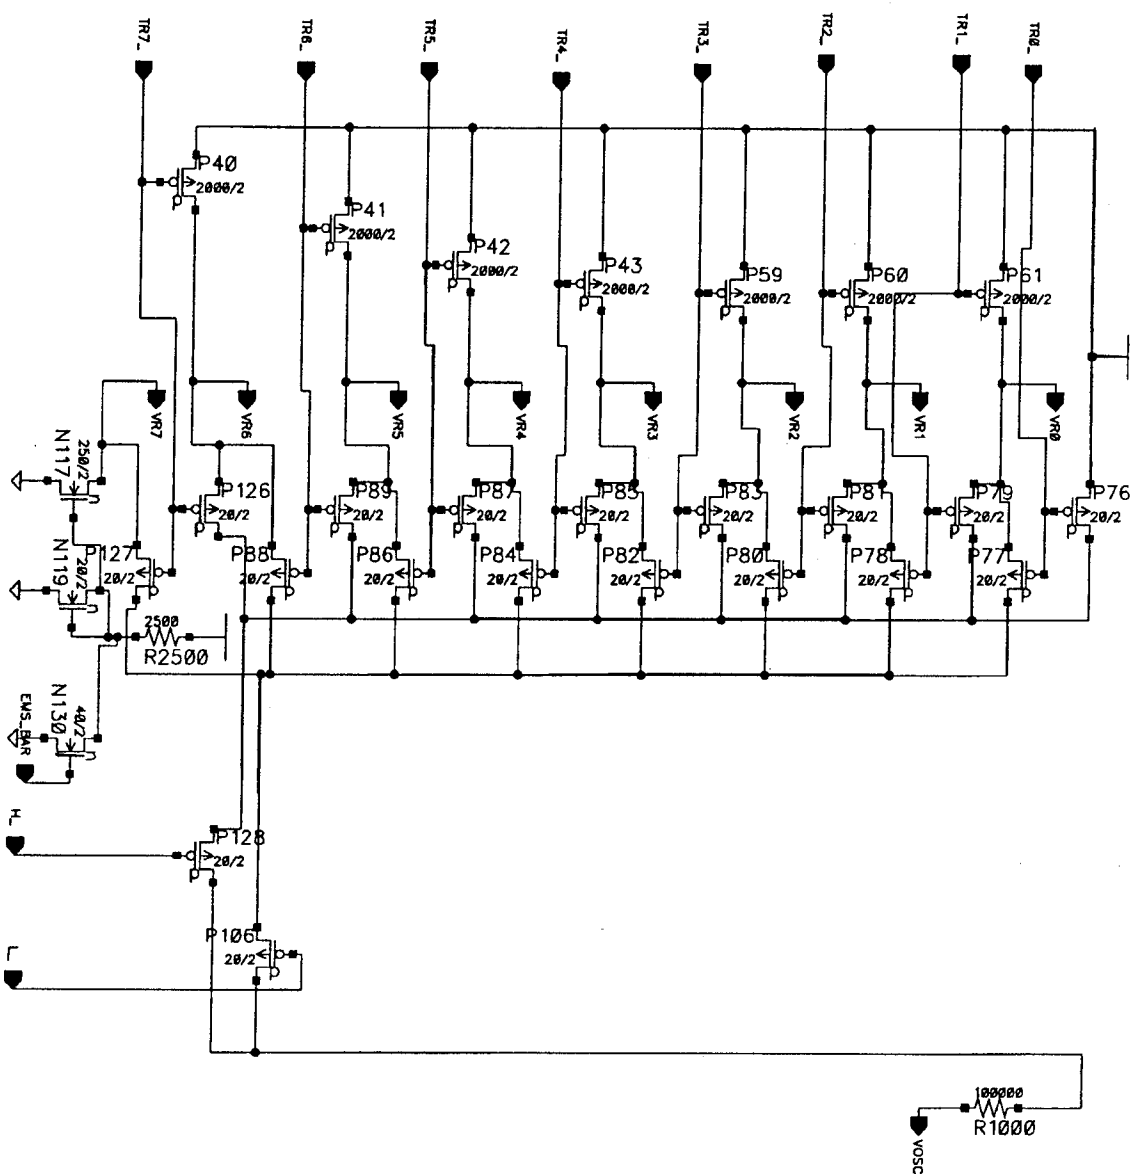 TR7_
TR6_
TR5_
TR4_
TR3_
TR2_
TR1_
TR0_
P40
2000/2
P41
2000/2
P42
2000/2
P43
2000/2
P59
2000/2
P60
2000/2
P61
2000/2
VR7
VR6
VR5
VR4
VR3
VR2
VR1
VR0
N117
250/2
P126
20/2
P89
20/2
P87
20/2
P85
20/2
P83
20/2
P81
20/2
P79
20/2
P76
20/2
N119
20/2
P127
20/2
P88
20/2
P86
20/2
P84
20/2
P82
20/2
P80
20/2
P78
20/2
P77
20/2
2500
R2500
N130
40/2
EMS_BAR
H_
P128
20/2
L_
P106
20/2
100000
R1000
VOSC